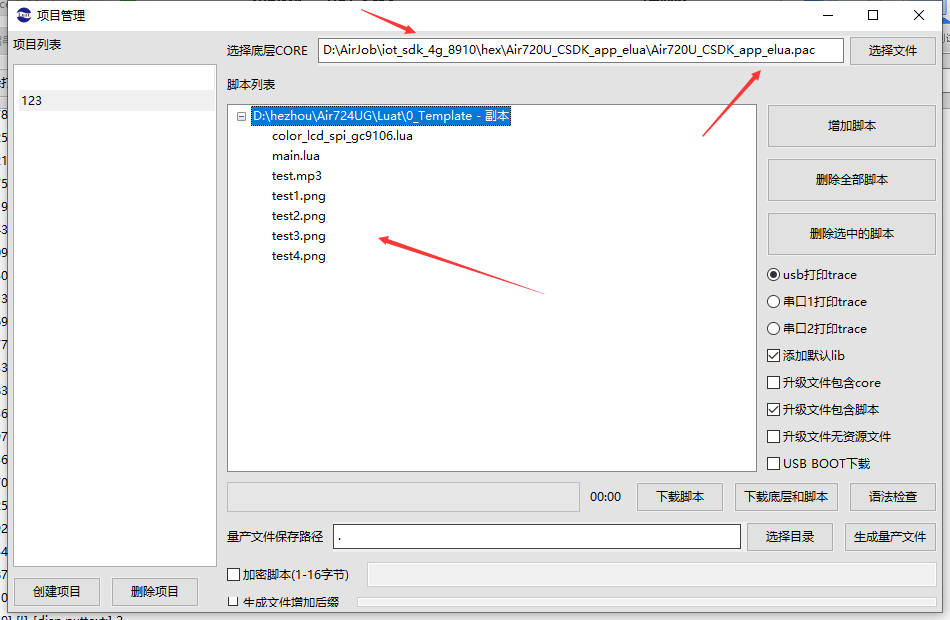 项目管理
项目列表
123
创建项目
删除项目
选择底层CORE
D:\AirJob\iot_sdk_4g_8910\hex\Air720U_CSDK_app_elua\Air720U_CSDK_app_elua.pac
选择文件
脚本列表
D:\hezhou\Air724UG\Luat\0_Template - 副本
color_lcd_spi_gc9106.lua
main.lua
test.mp3
test1.png
test2.png
test3.png
test4.png
增加脚本
删除全部脚本
删除选中的脚本
usb打印trace
串口1打印trace
串口2打印trace
添加默认lib
升级文件包含core
升级文件包含脚本
升级文件无资源文件
USB BOOT下载
00:00
下载脚本
下载底层和脚本
语法检查
量产文件保存路径
.
选择目录
生成量产文件
加密脚本(1-16字节)
生成文件增加后缀